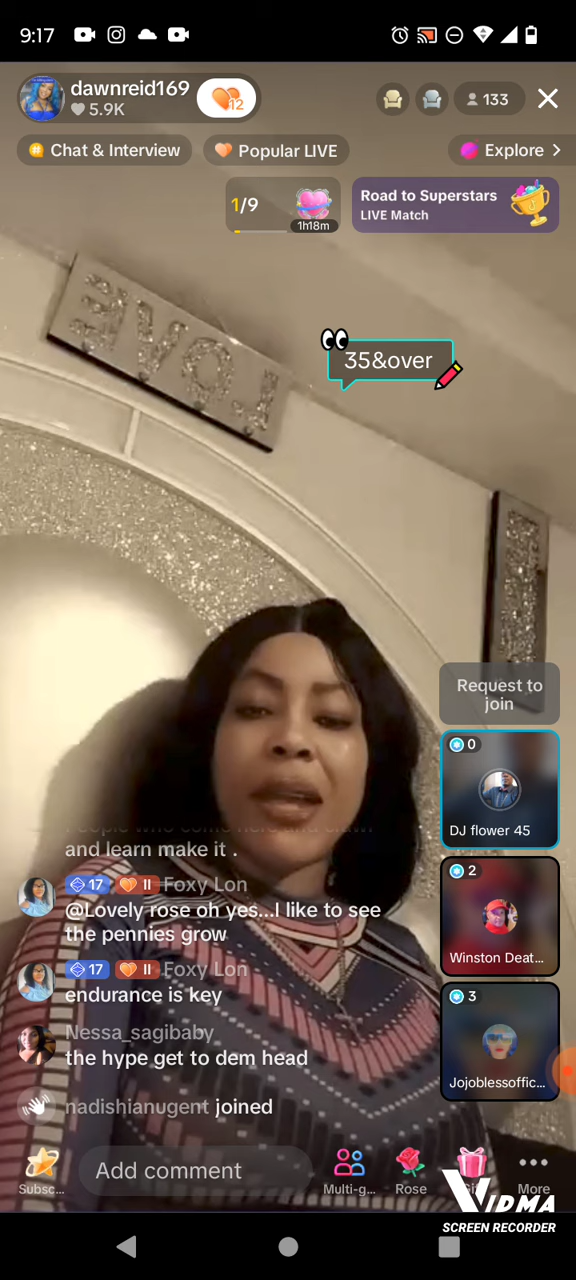 9:17
dawnreid169
5.9K
12
133
Chat & Interview
Popular LIVE
Explore
1/9
1h18m
Road to Superstars
LIVE Match
LOVE
35&over
Request to
join
0
DJ flower 45
and learn make it .
17 II Foxy Lon
@Lovely rose oh yes...I like to see
the pennies grow
2
Winston Deat...
17 II Foxy Lon
endurance is key
Nessa_sagibaby
the hype get to dem head
3
Jojoblessoffic...
nadishianugent joined
Add comment
Subsc...
Multi-g...
Rose
More
VIDMA
SCREEN RECORDER